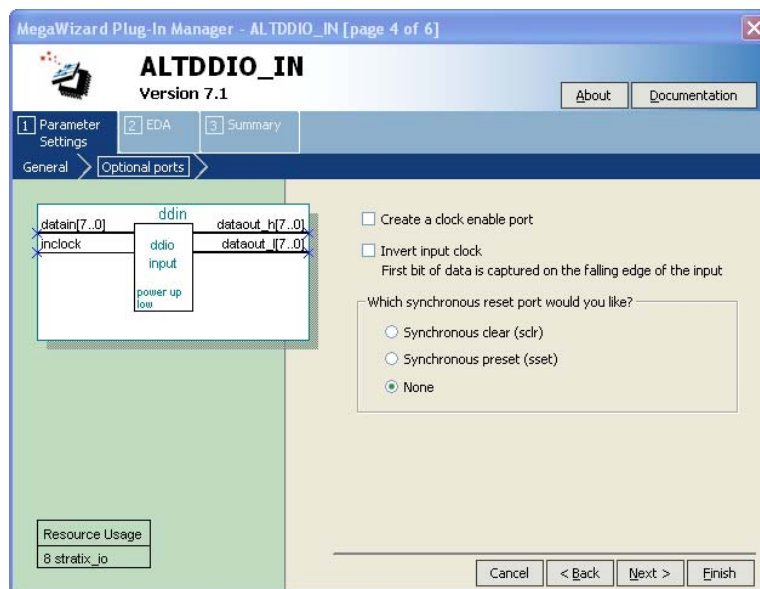 MegaWizard Plug-In Manager - ALTDDIO_IN [page 4 of 6]
ALTDDIO_IN
Version 7.1
About
Documentation
1 Parameter Settings
2 EDA
3 Summary
General
Optional ports
ddin
datain[7..0]
dataout_h[7..0]
inclock
ddio
dataout_l[7..0]
input
power up
low
Create a clock enable port
Invert input clock
First bit of data is captured on the falling edge of the input
Which synchronous reset port would you like?
Synchronous clear (sclr)
Synchronous preset (sset)
None
Resource Usage
8 stratix_io
Cancel
< Back
Next >
Finish